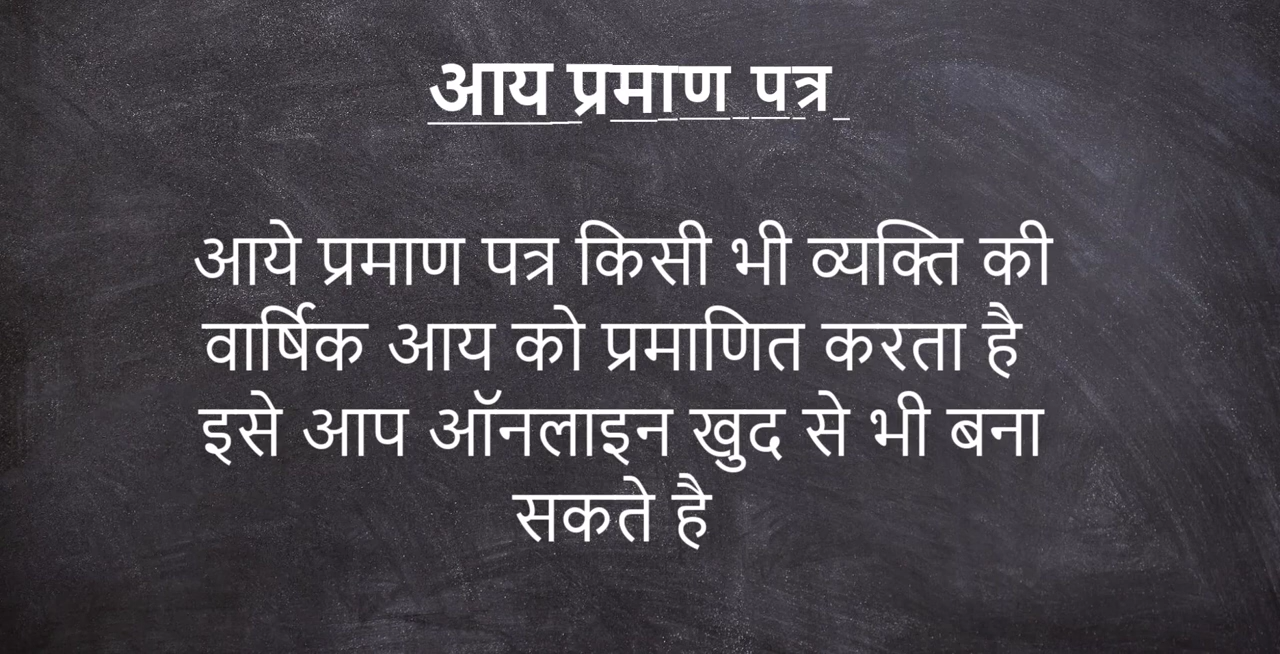 आय प्रमाण पत्र
आये प्रमाण पत्र किसी भी व्यक्ति की
वार्षिक आय को प्रमाणित करता है
इसे आप ऑनलाइन खुद से भी बना
सकते है